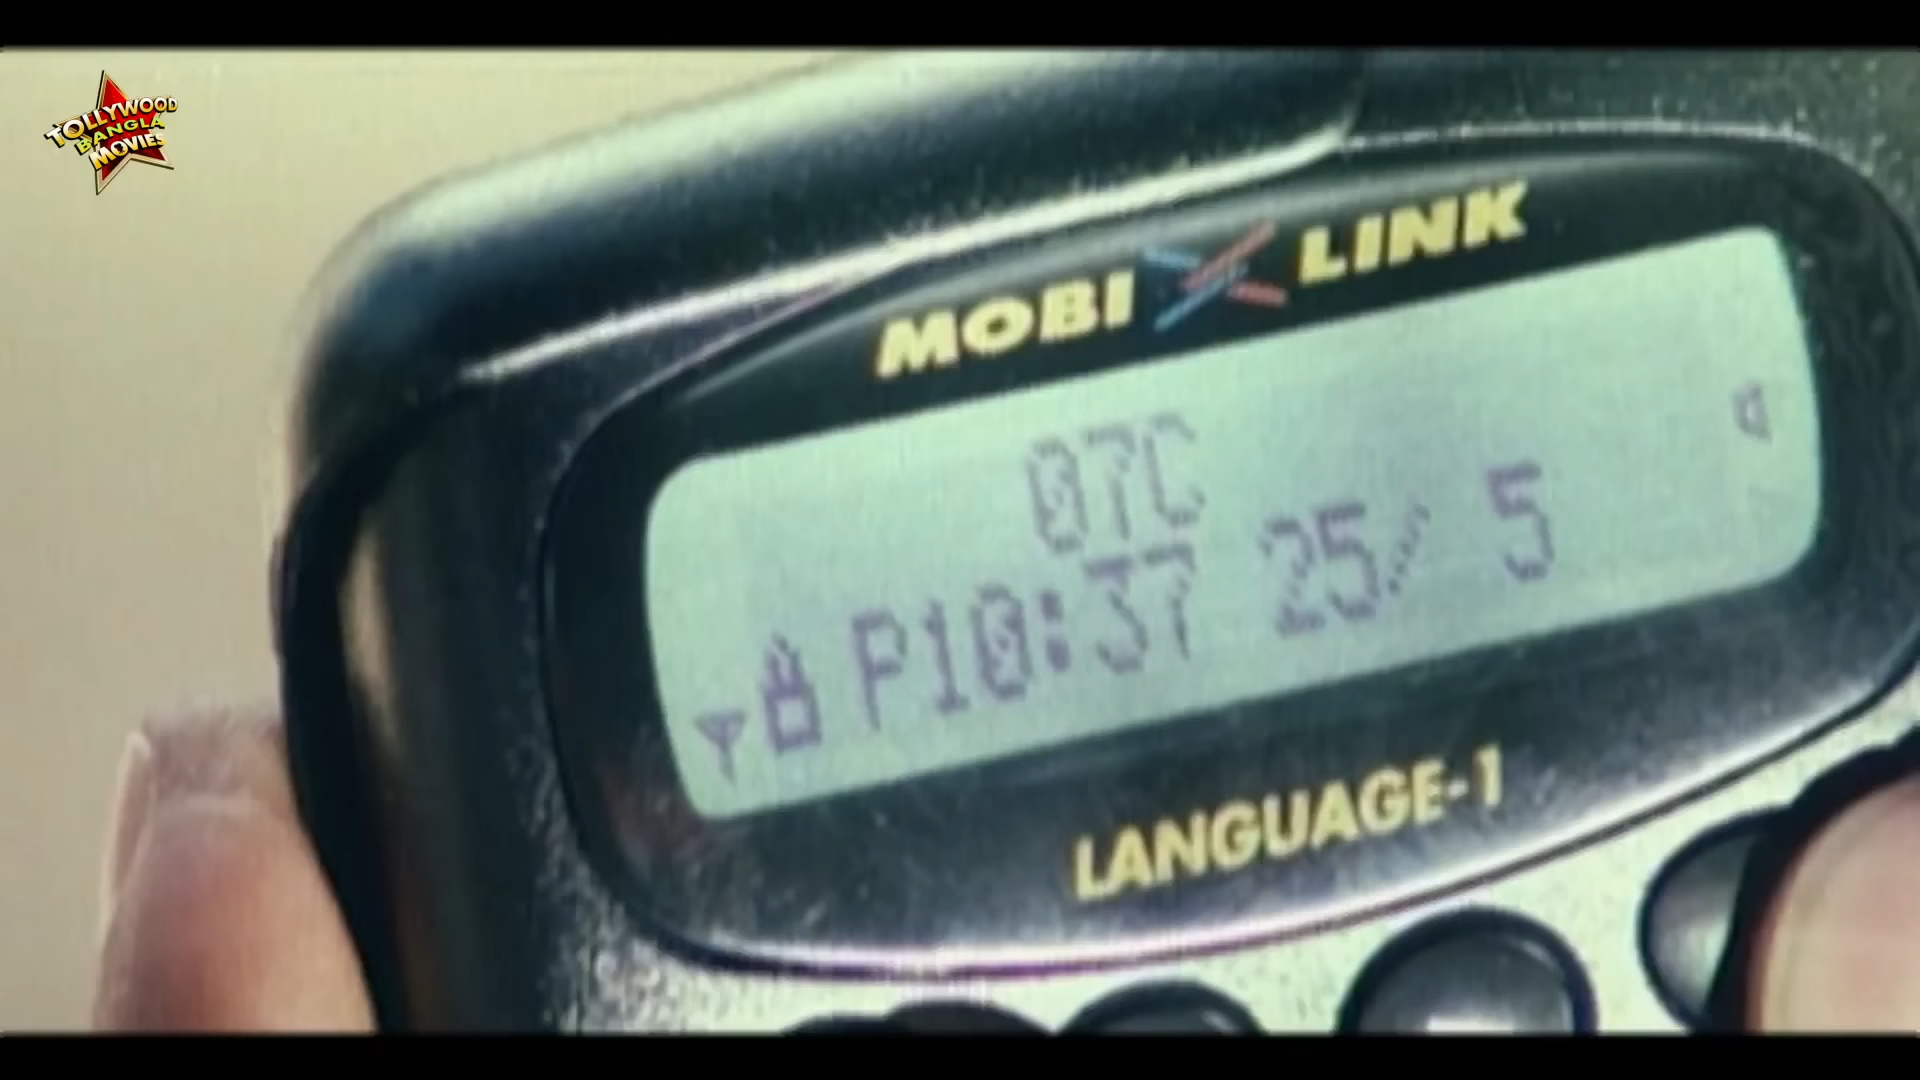 TOLLYWOOD
BANGLA
MOVIES
MOBI LINK
07C
P10:37 25/ 5
LANGUAGE-1